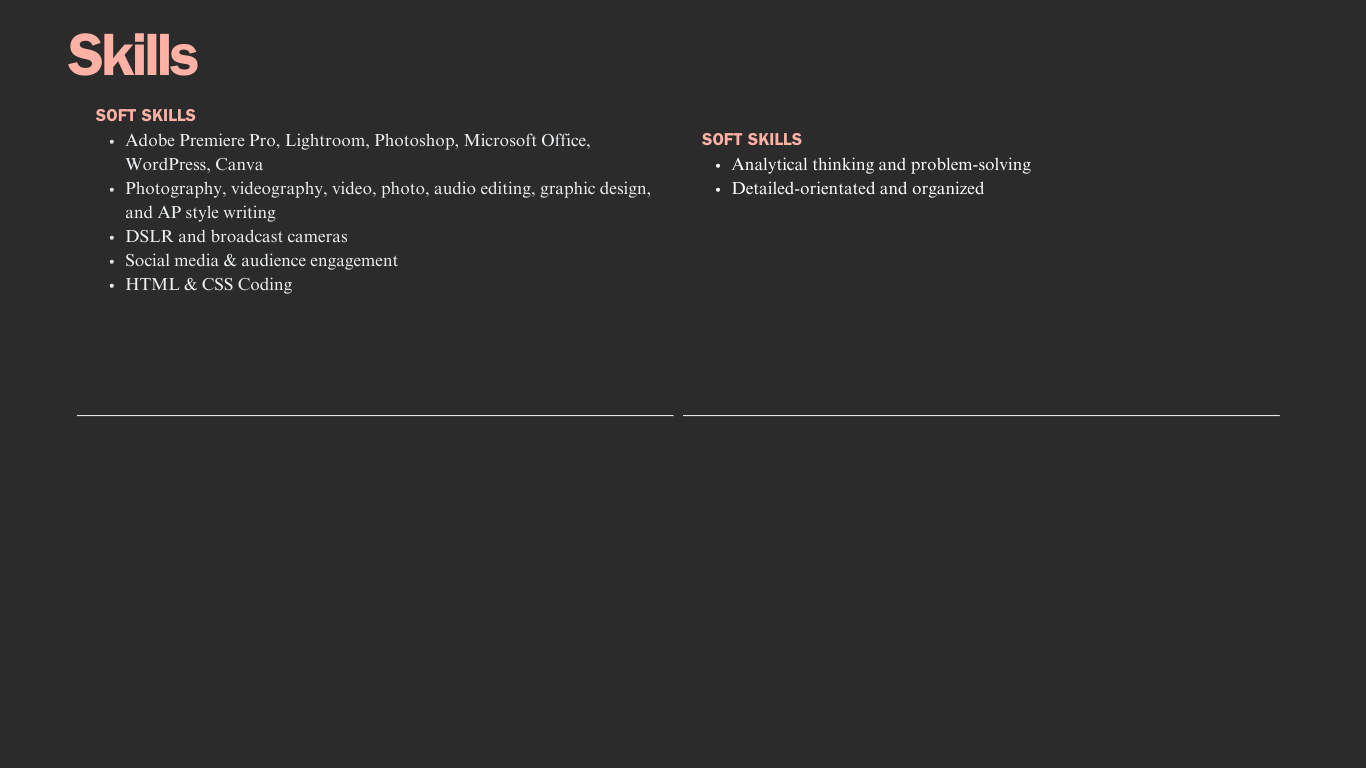 Skills
SOFT SKILLS
• Adobe Premiere Pro, Lightroom, Photoshop, Microsoft Office,
WordPress, Canva
• Photography, videography, video, photo, audio editing, graphic design,
and AP style writing
• DSLR and broadcast cameras
• Social media & audience engagement
• HTML & CSS Coding
SOFT SKILLS
• Analytical thinking and problem-solving
• Detailed-orientated and organized